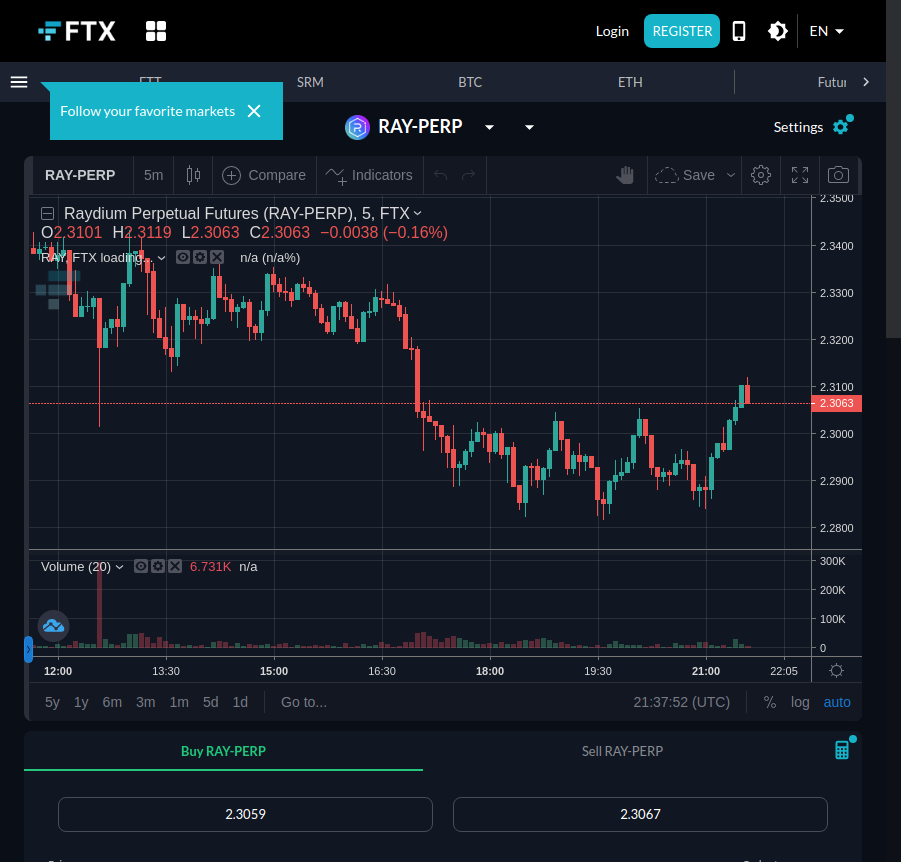 FTX
Login
REGISTER
EN
SRM
BTC
ETH
Futur
Follow your favorite markets
RAY-PERP
Settings
RAY-PERP
5m
Compare
Indicators
Save
Raydium Perpetual Futures (RAY-PERP), 5, FTX
O2.3101 H2.3119 L2.3063 C2.3063 −0.0038 (−0.16%)
RAY, FTX loading... n/a (n/a%)
2.3500
2.3400
2.3300
2.3200
2.3100
2.3063
2.3000
2.2900
2.2800
Volume (20) 6.731K n/a
300K
200K
100K
0
12:00 13:30 15:00 16:30 18:00 19:30 21:00 22:05
5y 1y 6m 3m 1m 5d 1d Go to... 21:37:52 (UTC) % log auto
Buy RAY-PERP
Sell RAY-PERP
2.3059
2.3067